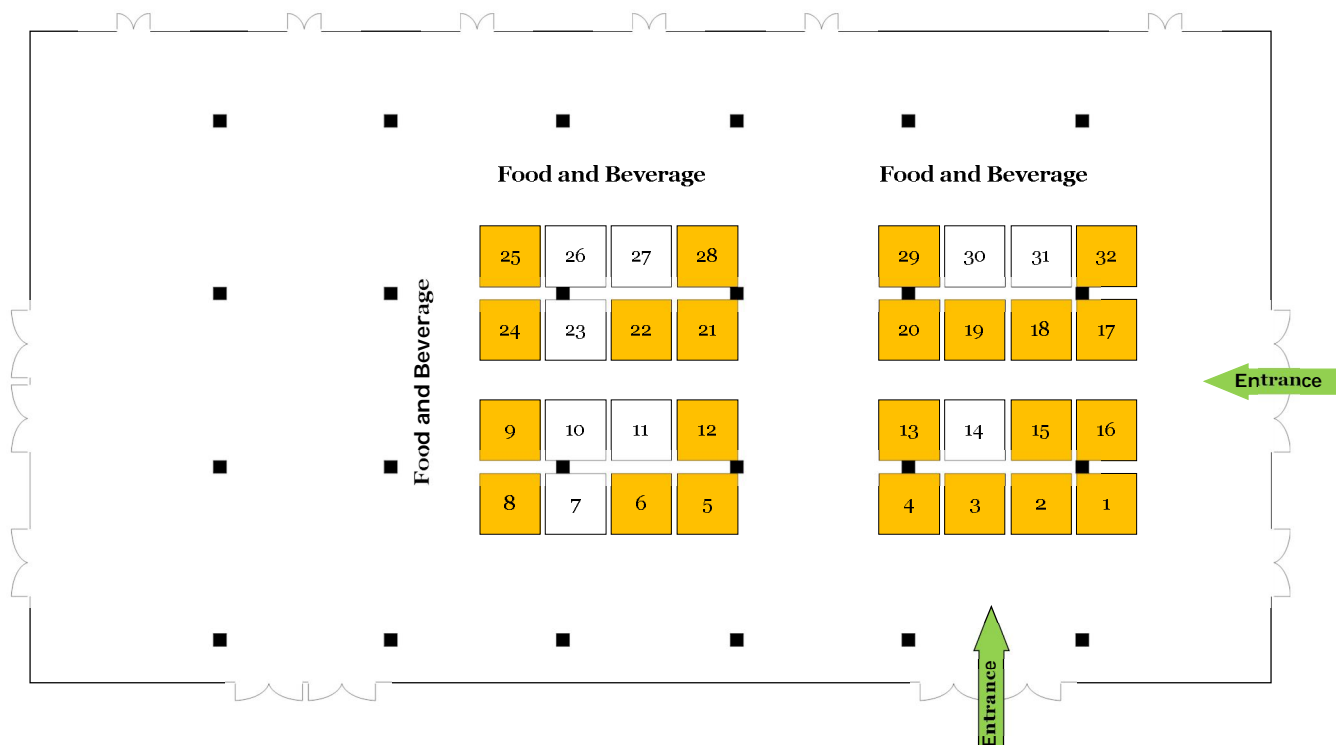 Food and Beverage
Food and Beverage
25 26 27 28
29 30 31 32
24 23 22 21
20 19 18 17
Food and Beverage
Entrance
9 10 11 12
13 14 15 16
8 7 6 5
4 3 2 1
Entrance